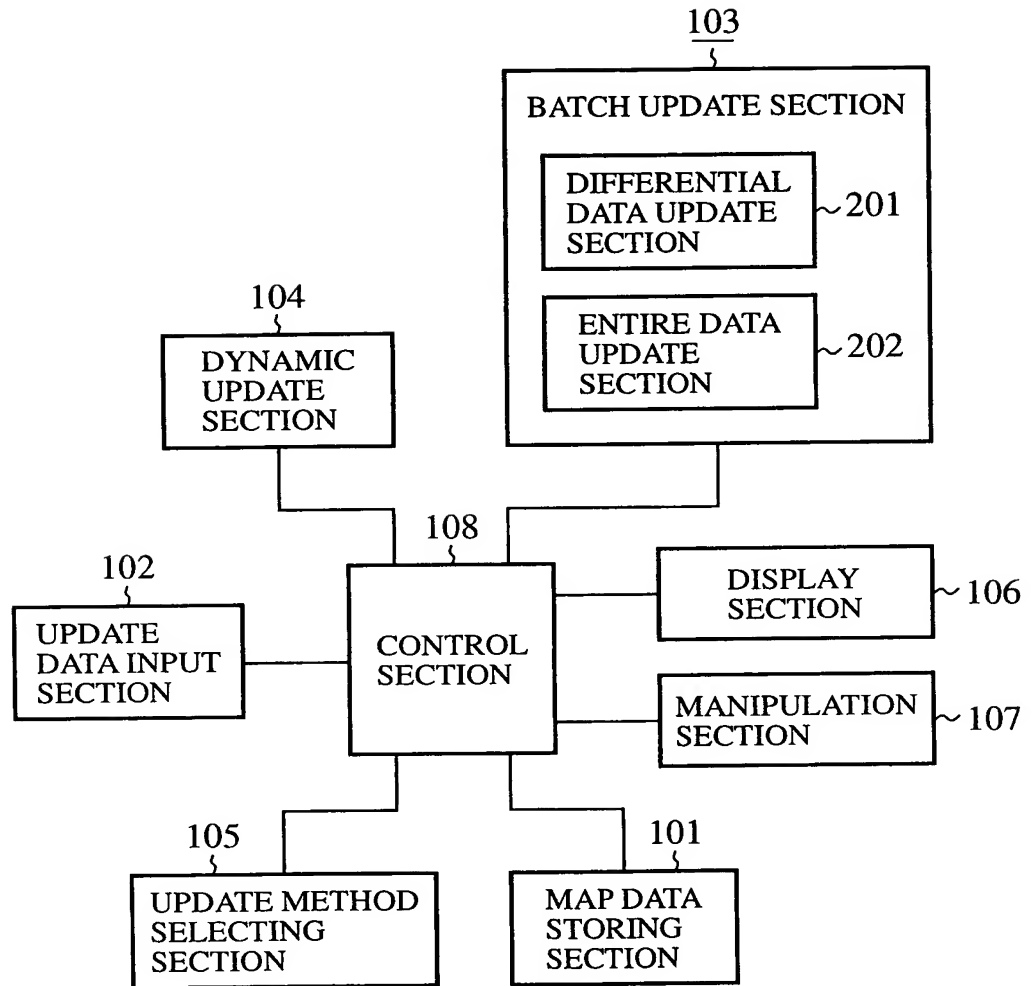 103
BATCH UPDATE SECTION
DIFFERENTIAL
DATA UPDATE
SECTION
201
ENTIRE DATA
UPDATE
SECTION
202
104
DYNAMIC
UPDATE
SECTION
108
CONTROL
SECTION
102
UPDATE
DATA INPUT
SECTION
DISPLAY
SECTION
106
MANIPULATION
SECTION
107
105
UPDATE METHOD
SELECTING
SECTION
101
MAP DATA
STORING
SECTION